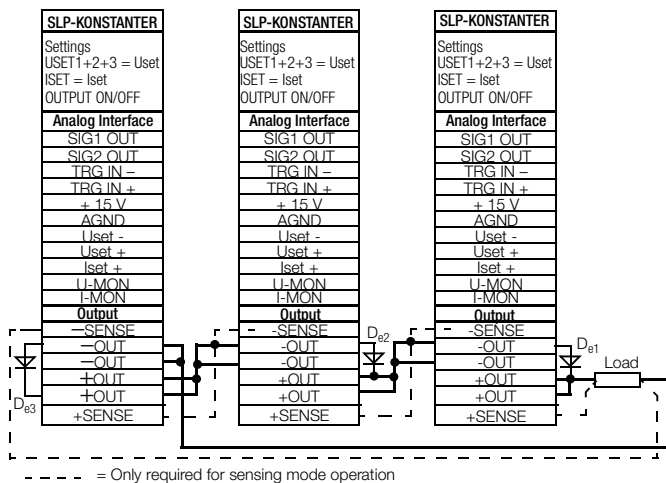 SLP-KONSTANTER
Settings
USET1+2+3 = Uset
ISET = Iset
OUTPUT ON/OFF
Analog Interface
SIG1 OUT
SIG2 OUT
TRG IN –
TRG IN +
+ 15 V
AGND
Uset -
Uset +
Iset +
U-MON
I-MON
Output
–SENSE
–OUT
–OUT
+OUT
+OUT
+SENSE
De3
SLP-KONSTANTER
Settings
USET1+2+3 = Uset
ISET = Iset
OUTPUT ON/OFF
Analog Interface
SIG1 OUT
SIG2 OUT
TRG IN –
TRG IN +
+ 15 V
AGND
Uset -
Uset +
Iset +
U-MON
I-MON
Output
-SENSE
-OUT
-OUT
+OUT
+OUT
+SENSE
De2
SLP-KONSTANTER
Settings
USET1+2+3 = Uset
ISET = Iset
OUTPUT ON/OFF
Analog Interface
SIG1 OUT
SIG2 OUT
TRG IN –
TRG IN +
+ 15 V
AGND
Uset -
Uset +
Iset +
U-MON
I-MON
Output
-SENSE
-OUT
-OUT
+OUT
+OUT
+SENSE
De1
Load
= Only required for sensing mode operation